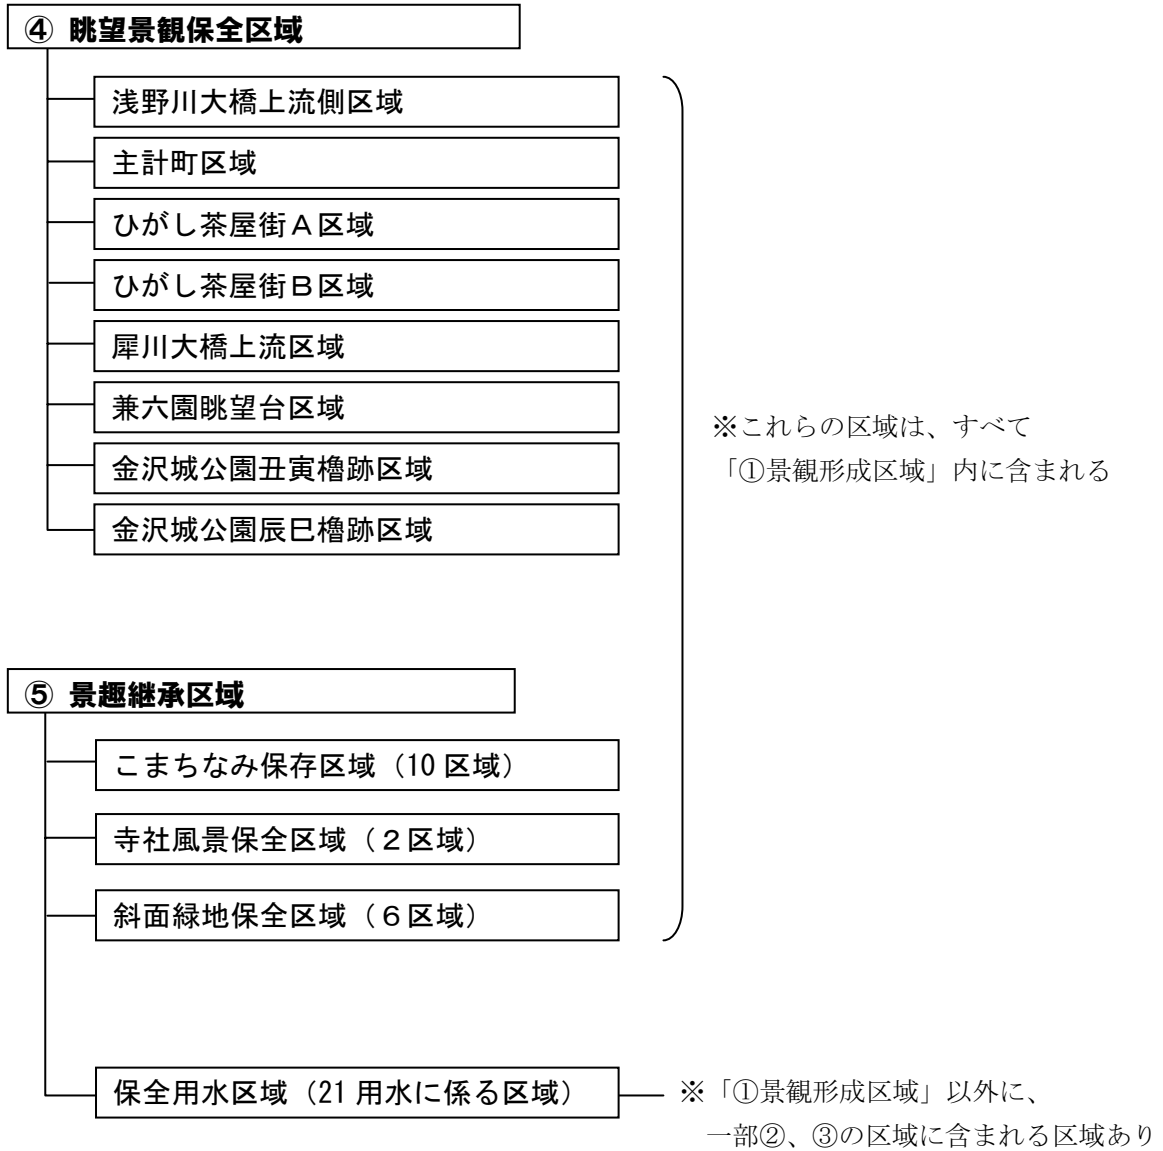 ④ 眺望景観保全区域
浅野川大橋上流側区域
主計町区域
ひがし茶屋街Ａ区域
ひがし茶屋街Ｂ区域
犀川大橋上流区域
兼六園眺望台区域
金沢城公園丑寅櫓跡区域
金沢城公園辰巳櫓跡区域
※これらの区域は、すべて
「①景観形成区域」内に含まれる
⑤ 景趣継承区域
こまちなみ保存区域（10 区域）
寺社風景保全区域（２区域）
斜面緑地保全区域（６区域）
保全用水区域（21 用水に係る区域）
※「①景観形成区域」以外に、
一部②、③の区域に含まれる区域あり